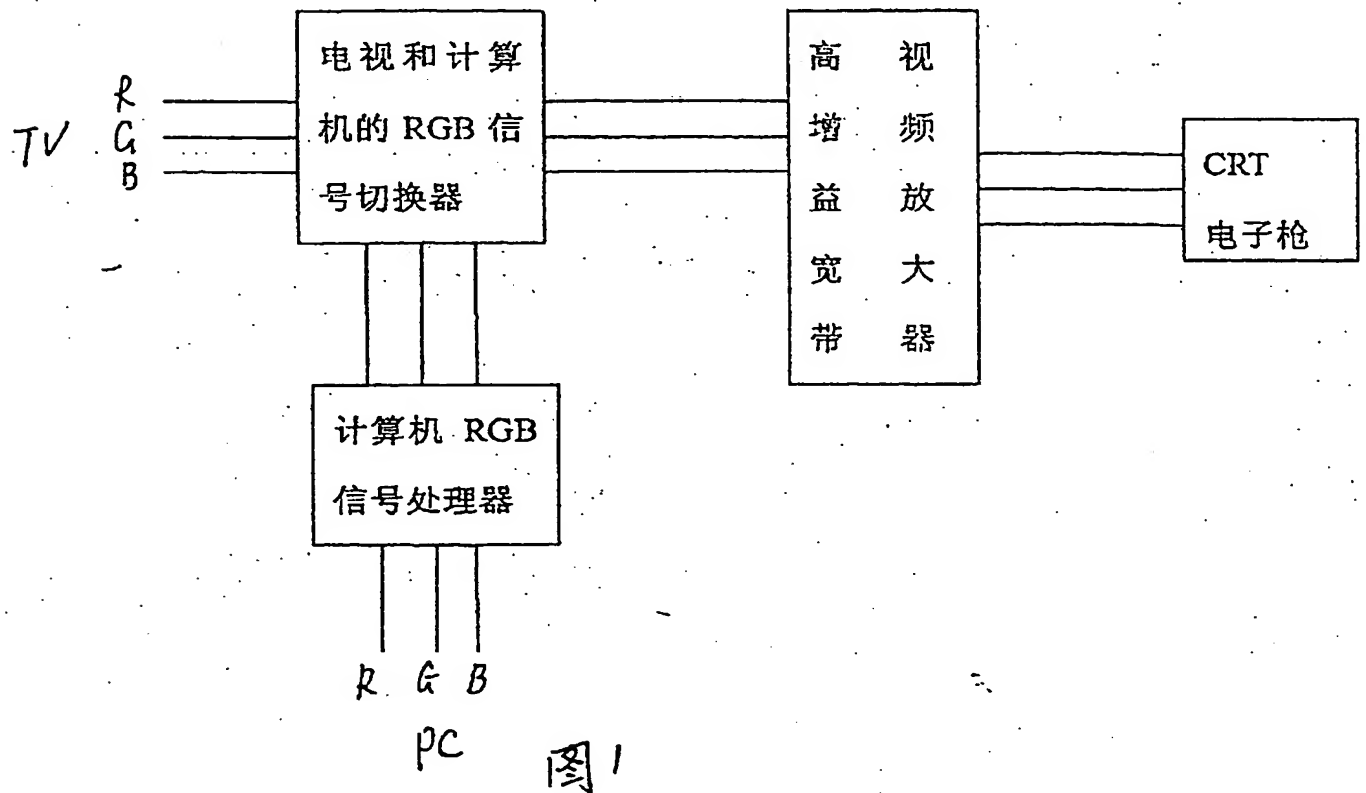 电视和计算
机的 RGB 信
号切换器
TV
R
G
B
高 视
增 频
益 放
宽 大
带 器
CRT
电子枪
计算机 RGB
信号处理器
R G B
PC
图1